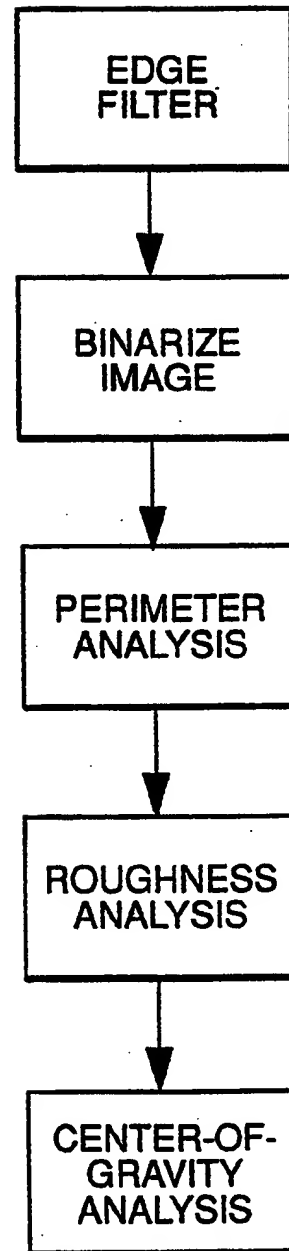 EDGE
FILTER
BINARIZE
IMAGE
PERIMETER
ANALYSIS
ROUGHNESS
ANALYSIS
CENTER-OF-
GRAVITY
ANALYSIS